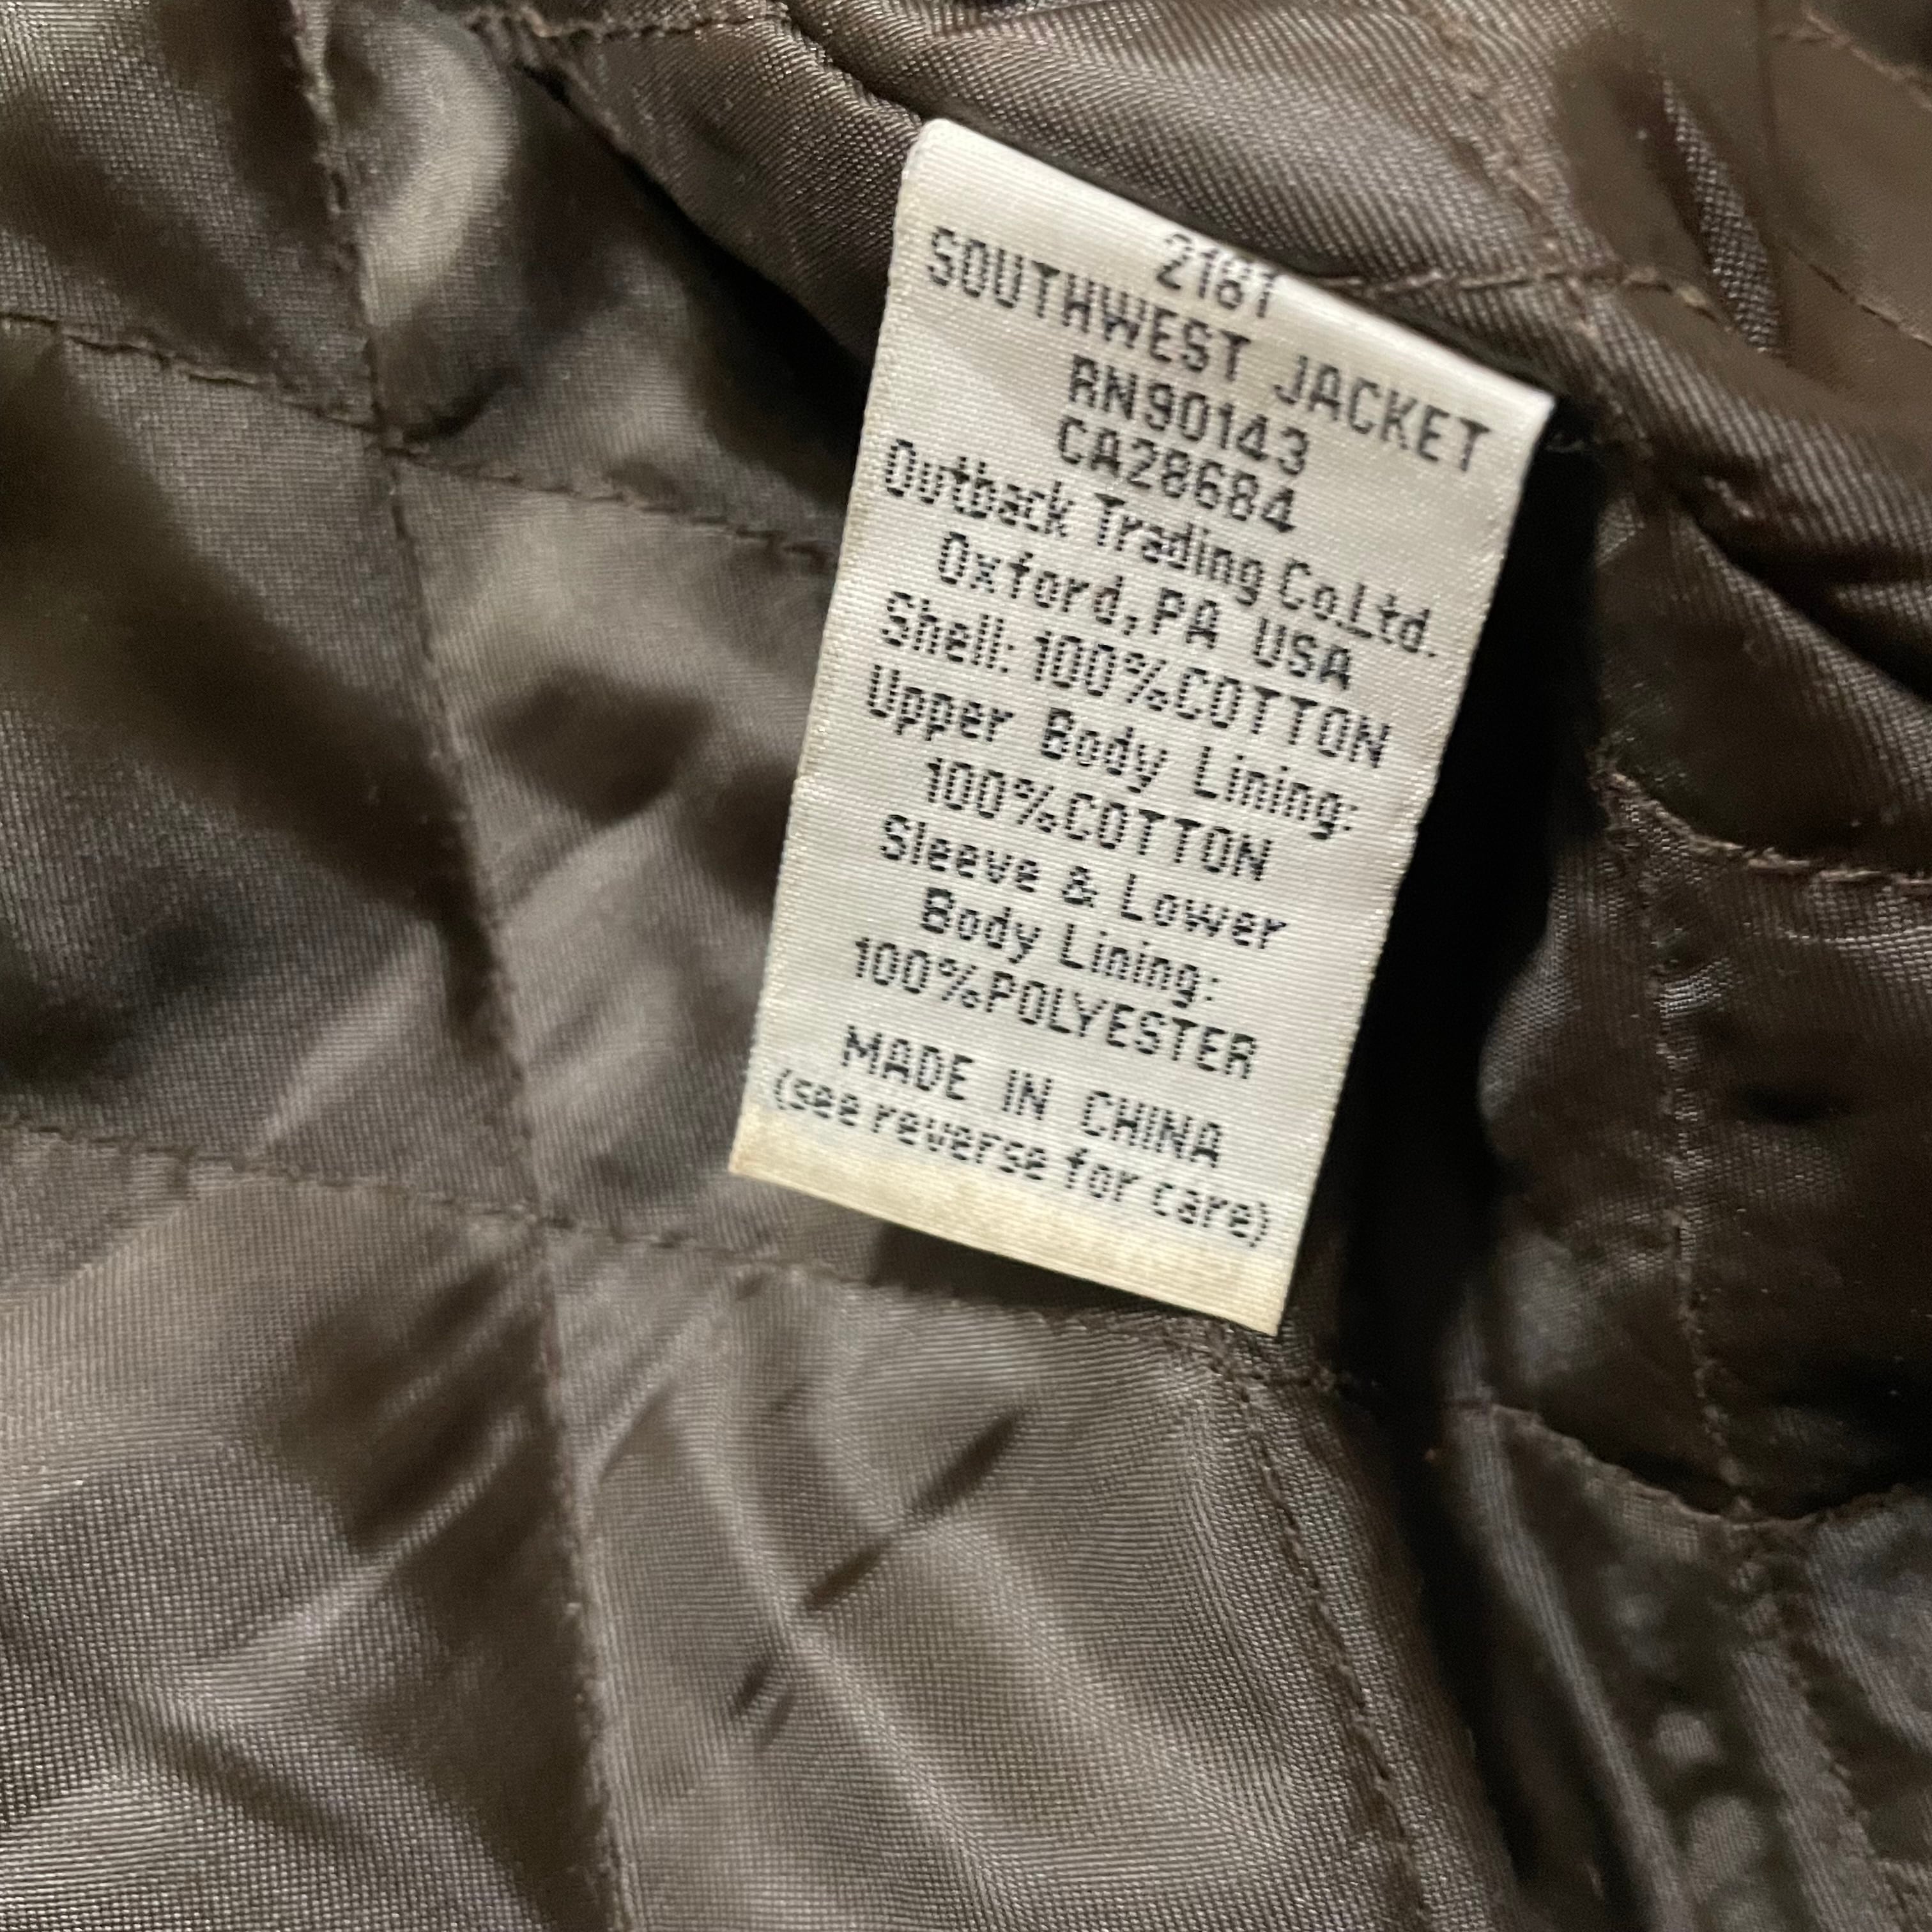 2181
SOUTHWEST JACKET
RN90143
CA28684
Outback Trading Co.Ltd.
Oxford,PA USA
Shell: 100%COTTON
Upper Body Lining:
100%COTTON
Sleeve & Lower
Body Lining:
100%POLYESTER
MADE IN CHINA
(see reverse for care)